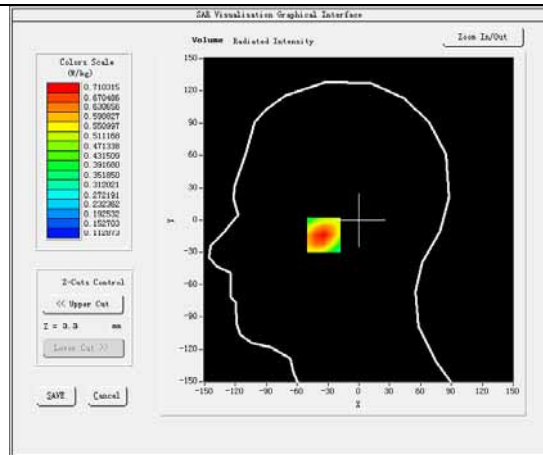 SAR Visualisation Graphical Interface
Volume Radiated Intensity
Zoom In/Out
Colors Scale
(W/kg)
0.710315
0.670486
0.630656
0.590827
0.550997
0.511168
0.471338
0.431509
0.391680
0.351850
0.312021
0.272191
0.232362
0.192532
0.152703
0.112873
Z-Cuts Control
<< Upper Cut
Z = 3.3 mm
Lower Cut >>
SAVE Cancel
150
120
90
60
30
0
-30
-60
-90
-120
-150
Y
-150 -120 -90 -60 -30 0 30 60 90 120 150
X